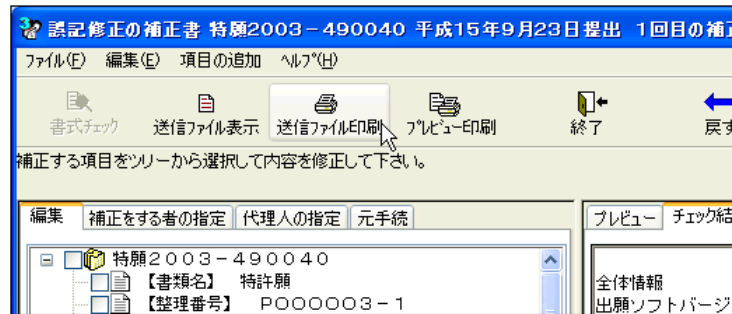 誤記修正の補正書 特願2003-490040 平成15年9月23日提出 1回目の補正
ファイル(F) 編集(E) 項目の追加 ヘルプ(H)
書式チェック 送信ファイル表示 送信ファイル印刷 プレビュー印刷 終了 戻す
補正する項目をツリーから選択して内容を修正して下さい。
編集 補正をする者の指定 代理人の指定 元手続 プレビュー チェック結
特願2003-490040
【書類名】 特許願
【整理番号】 P000003-1
全体情報
出願ソフトバージ